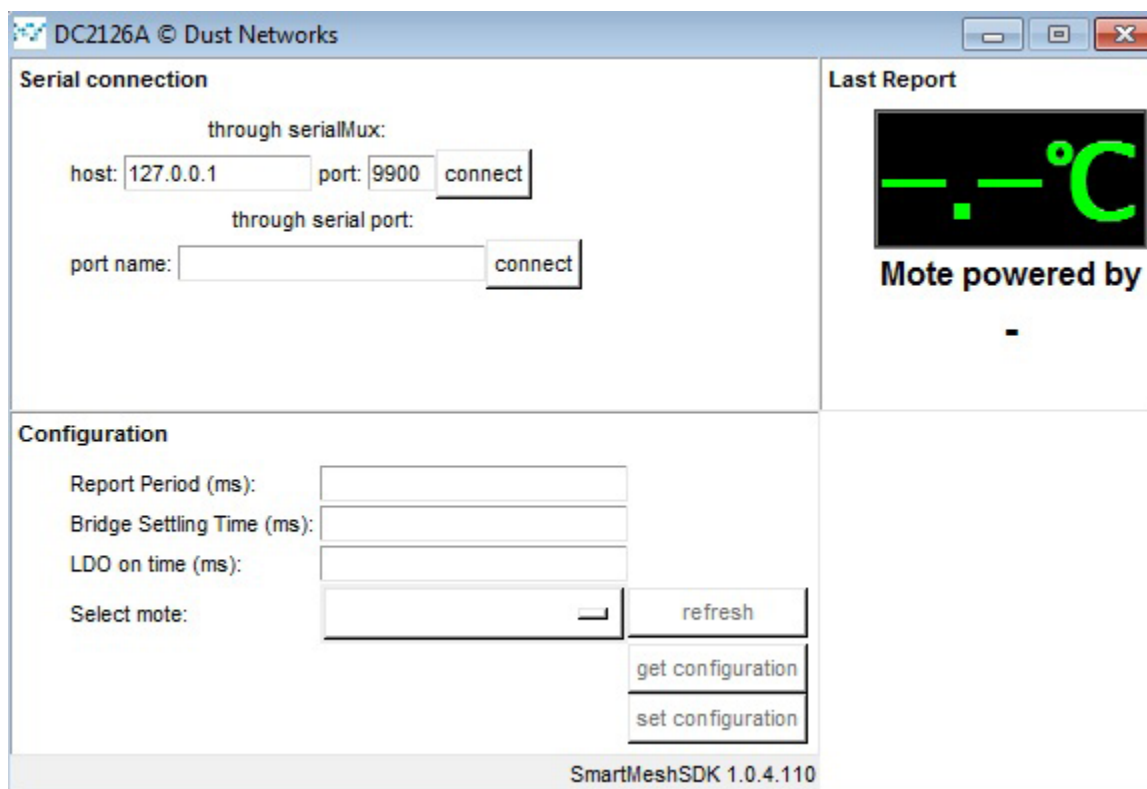 DC2126A © Dust Networks
Serial connection
through serialMux:
host: 127.0.0.1 port: 9900 connect
through serial port:
port name: connect
Last Report
--.--°C
Mote powered by
-
Configuration
Report Period (ms):
Bridge Settling Time (ms):
LDO on time (ms):
Select mote: refresh
get configuration
set configuration
SmartMeshSDK 1.0.4.110